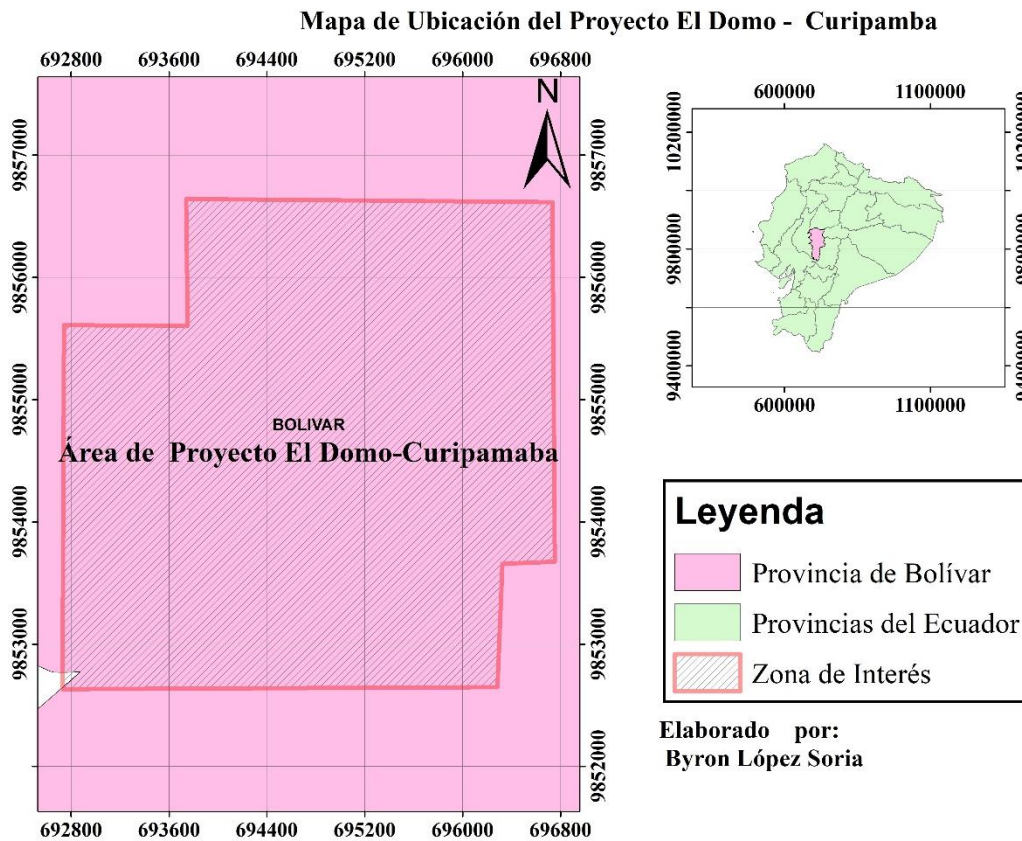 Mapa de Ubicación del Proyecto El Domo - Curipamba
692800 693600 694400 695200 696000 696800
N
9857000 9857000
9856000 9856000
9855000 9855000
BOLIVAR
Área de Proyecto El Domo-Curipamaba
9854000 9854000
9853000 9853000
9852000
692800 693600 694400 695200 696000 696800
600000 1100000
10200000 10200000
9800000 9800000
9400000 9400000
600000 1100000
Leyenda
Provincia de Bolívar
Provincias del Ecuador
Zona de Interés
Elaborado por:
Byron López Soria